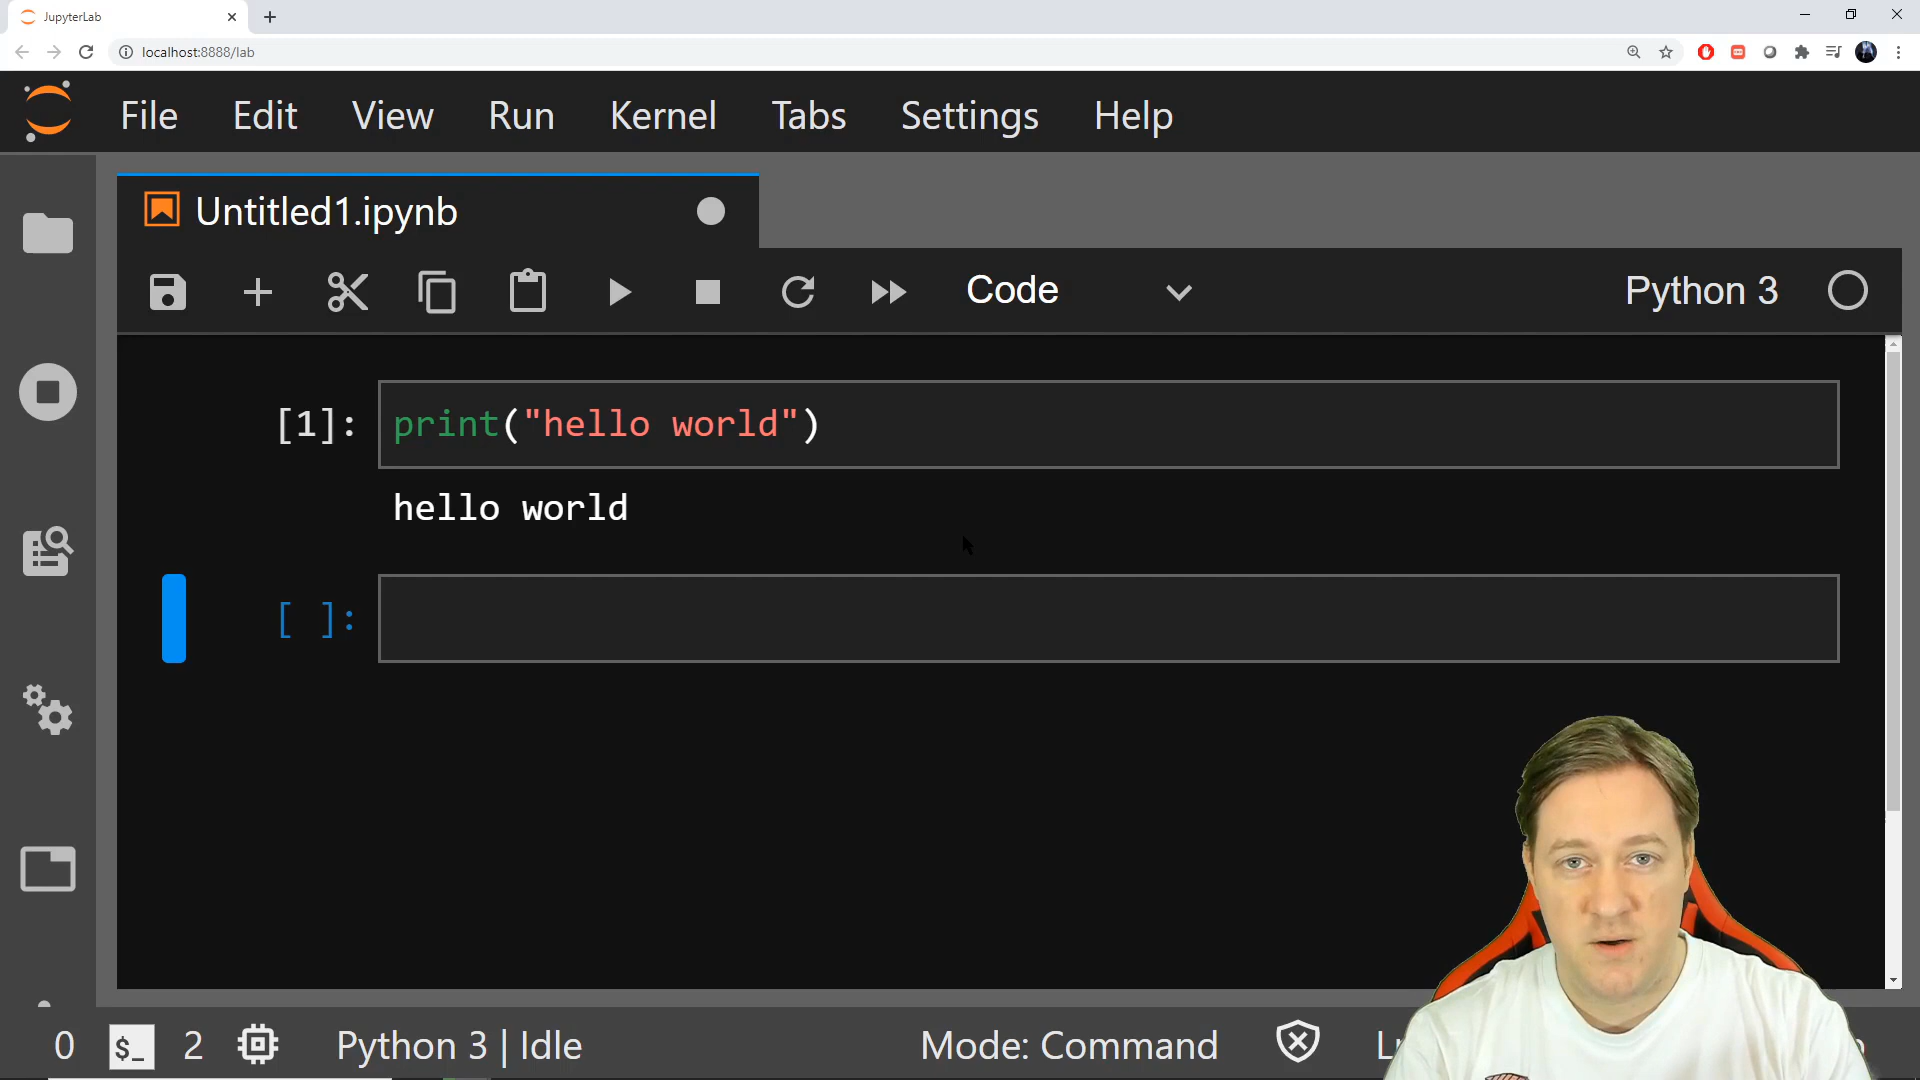 JupyterLab
localhost:8888/lab
File Edit View Run Kernel Tabs Settings Help
Untitled1.ipynb
Code Python 3
[1]: print("hello world")
hello world
[ ]:
0 $_ 2 Python 3 | Idle Mode: Command